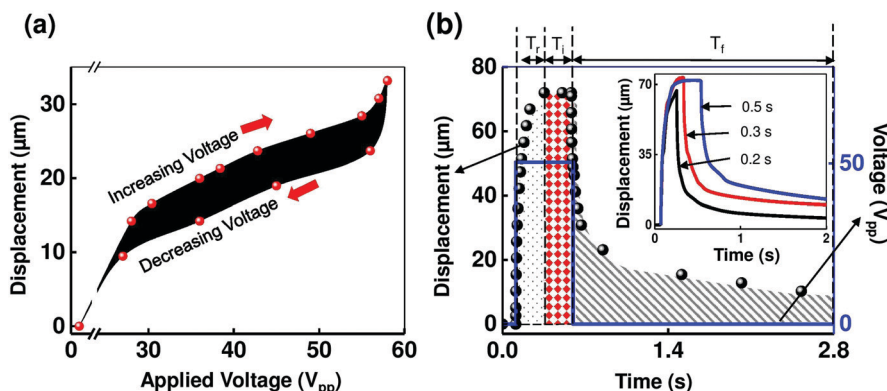 (a)
Displacement (µm)
30
20
10
0
Increasing Voltage
Decreasing Voltage
0
30
40
50
60
Applied Voltage (Vpp)
(b)
Tr
Ti
Tf
Displacement (µm)
80
60
40
20
0
0.0
1.4
2.8
Time (s)
50
0
Voltage (Vpp)
Displacement (µm)
70
35
0
0
1
2
Time (s)
0.5 s
0.3 s
0.2 s